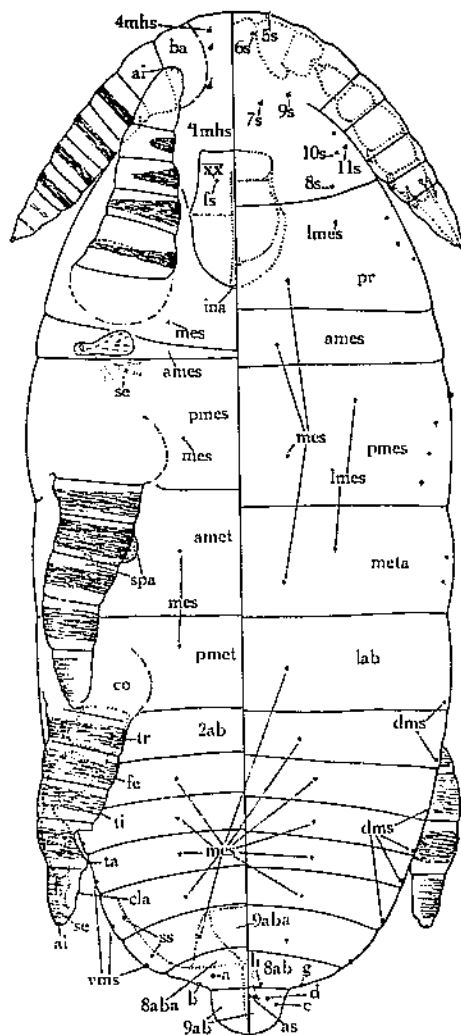 4mhs
ba
ai
6s
5s
7s
9s
4mhs
10s
11s
8s
xx
fs
lmes
pr
ina
mes
ames
ames
se
pmes
mes
mes
pmes
lmes
amet
spa
mes
meta
pmet
co
lab
tr
2ab
dms
fe
ti
ta
mes
dms
cla
se
ai
ss
vms
9aba
a
h
8ab
g
8aba
b
d
c
9ab
as